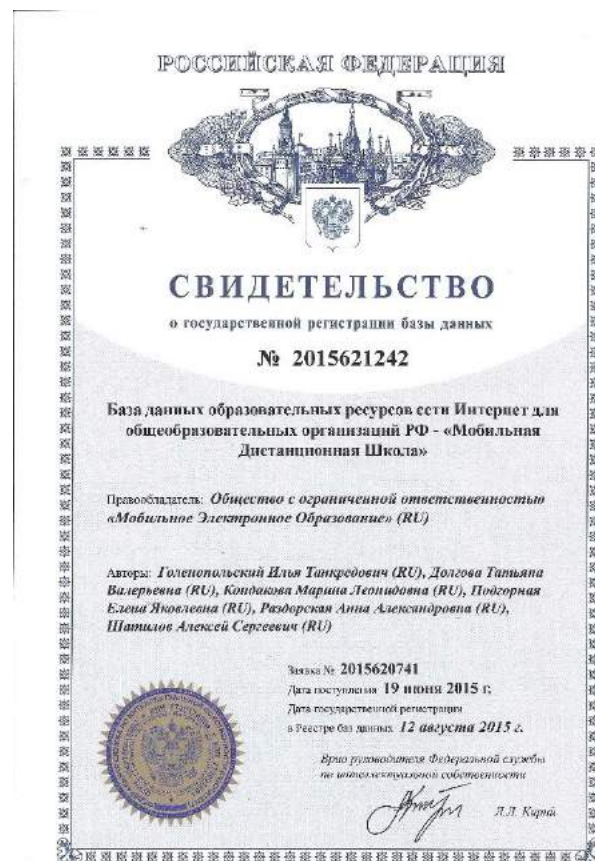 РОССИЙСКАЯ ФЕДЕРАЦИЯ
СВИДЕТЕЛЬСТВО
о государственной регистрации базы данных
№ 2015621242
База данных образовательных ресурсов сети Интернет для
общеобразовательных организаций РФ - «Мобильная
Дистанционная Школа»
Правообладатель: Общество с ограниченной ответственностью
«Мобильное Электронное Образование» (RU)
Авторы: Голенопольский Илья Танкредович (RU), Долгова Татьяна
Валерьевна (RU), Кондакова Марина Леонидовна (RU), Подгорная
Елена Яковлевна (RU), Раздорская Анна Александровна (RU),
Шатилов Алексей Сергеевич (RU)
Заявка № 2015620741
Дата поступления 19 июня 2015 г.
Дата государственной регистрации
в Реестре баз данных 12 августа 2015 г.
Врио руководителя Федеральной службы
по интеллектуальной собственности
Л.Л. Кирий